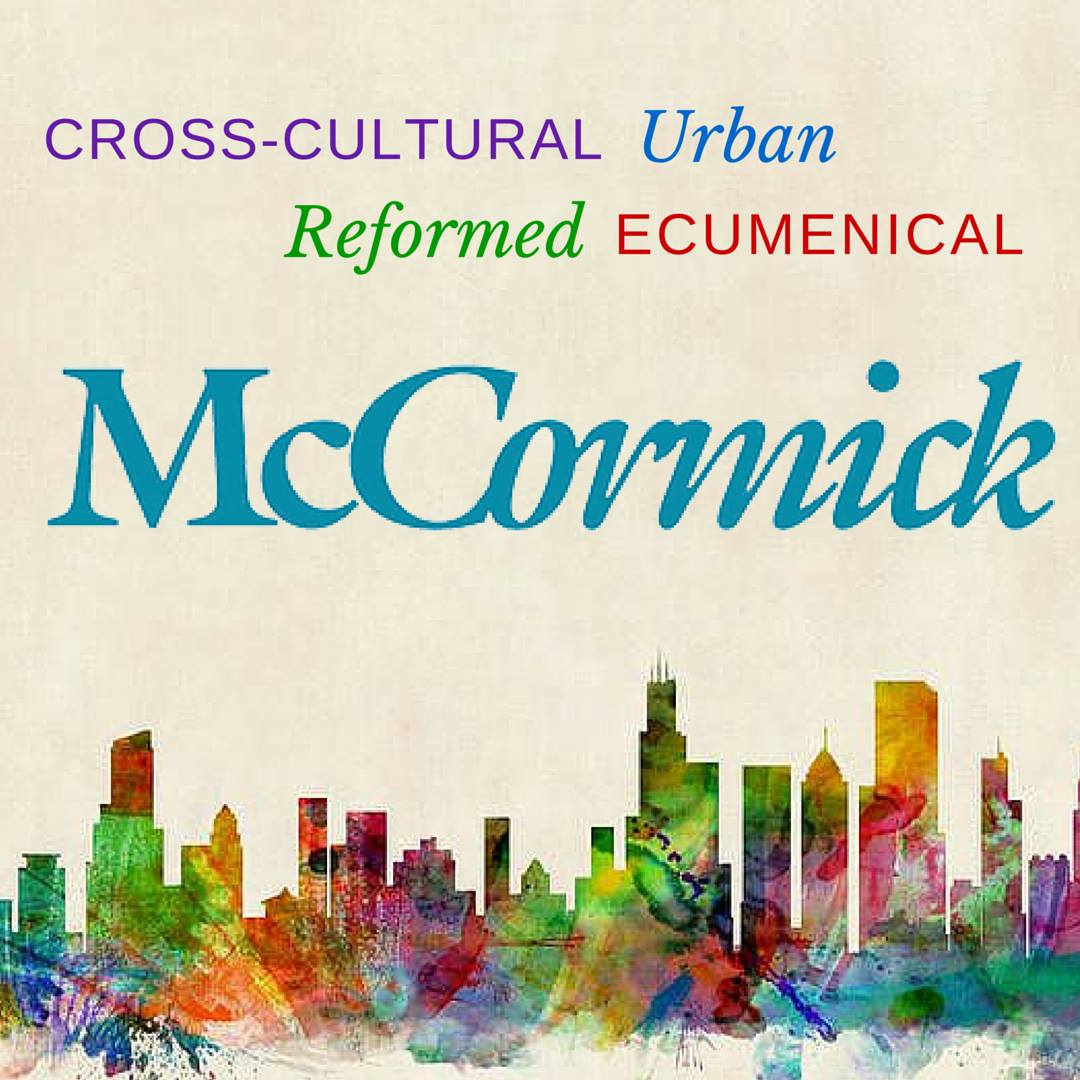 CROSS-CULTURAL Urban
Reformed ECUMENICAL
McCormick